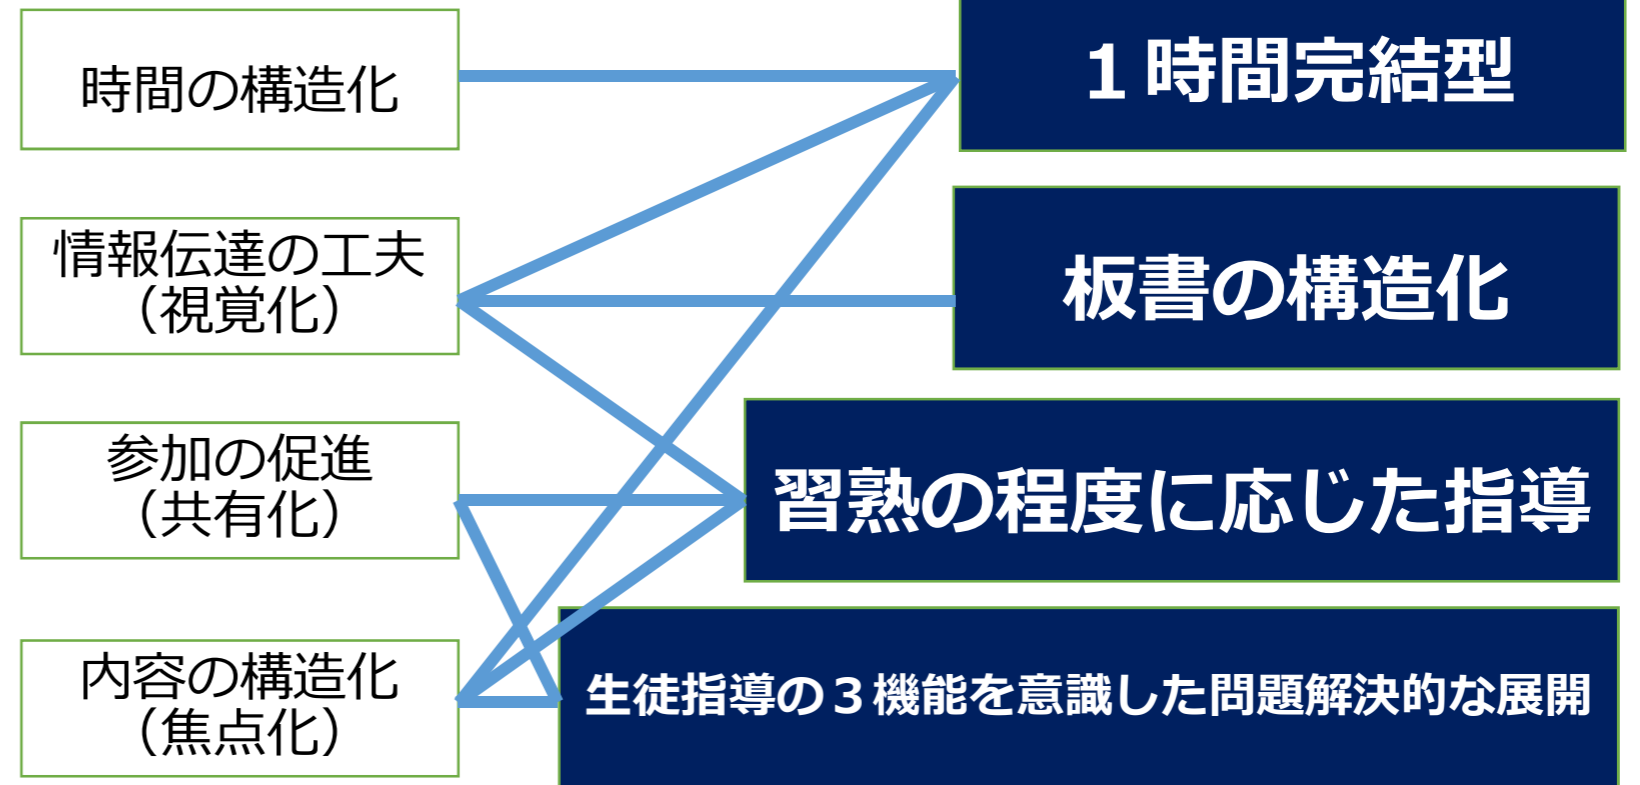 時間の構造化
１時間完結型
情報伝達の工夫
（視覚化）
板書の構造化
参加の促進
（共有化）
習熟の程度に応じた指導
内容の構造化
（焦点化）
生徒指導の３機能を意識した問題解決的な展開